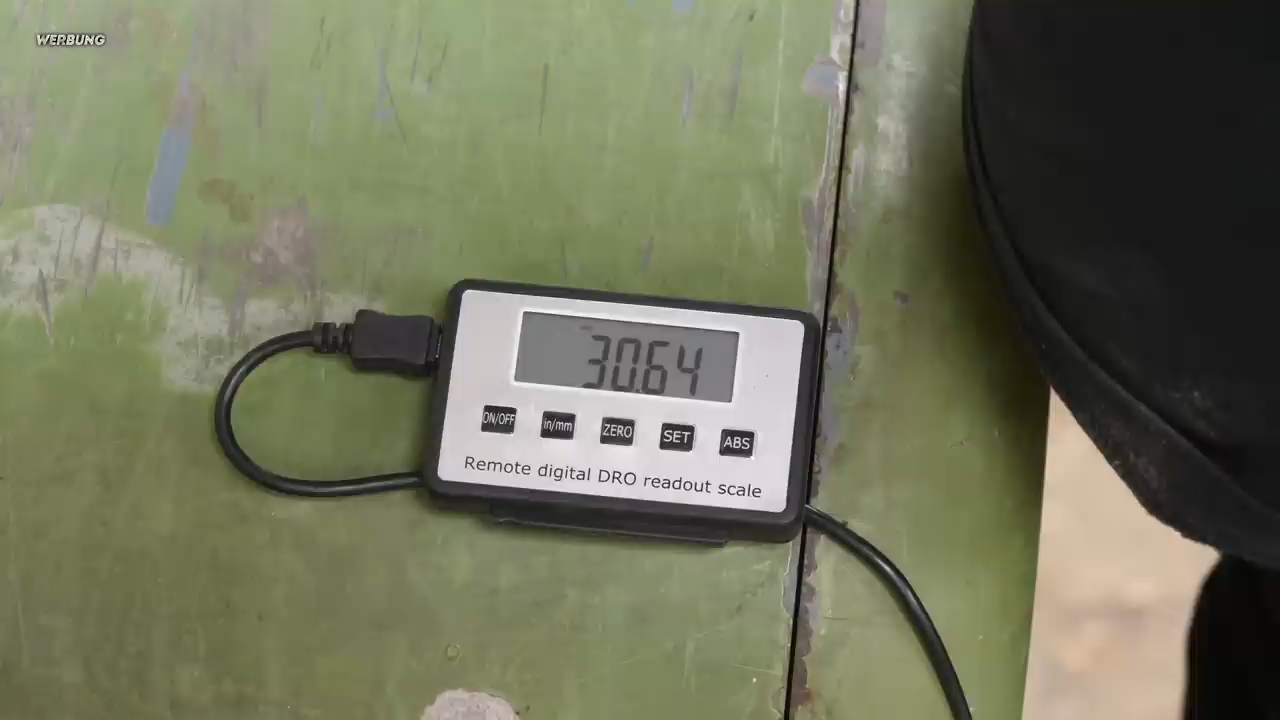 WERBUNG
30.64
ON/OFF in/mm ZERO SET ABS
Remote digital DRO readout scale